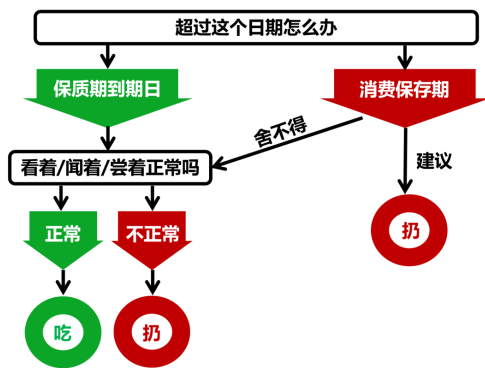 超过这个日期怎么办
保质期到期日
消费保存期
舍不得
看着/闻着/尝着正常吗
建议
正常
不正常
扔
吃
扔